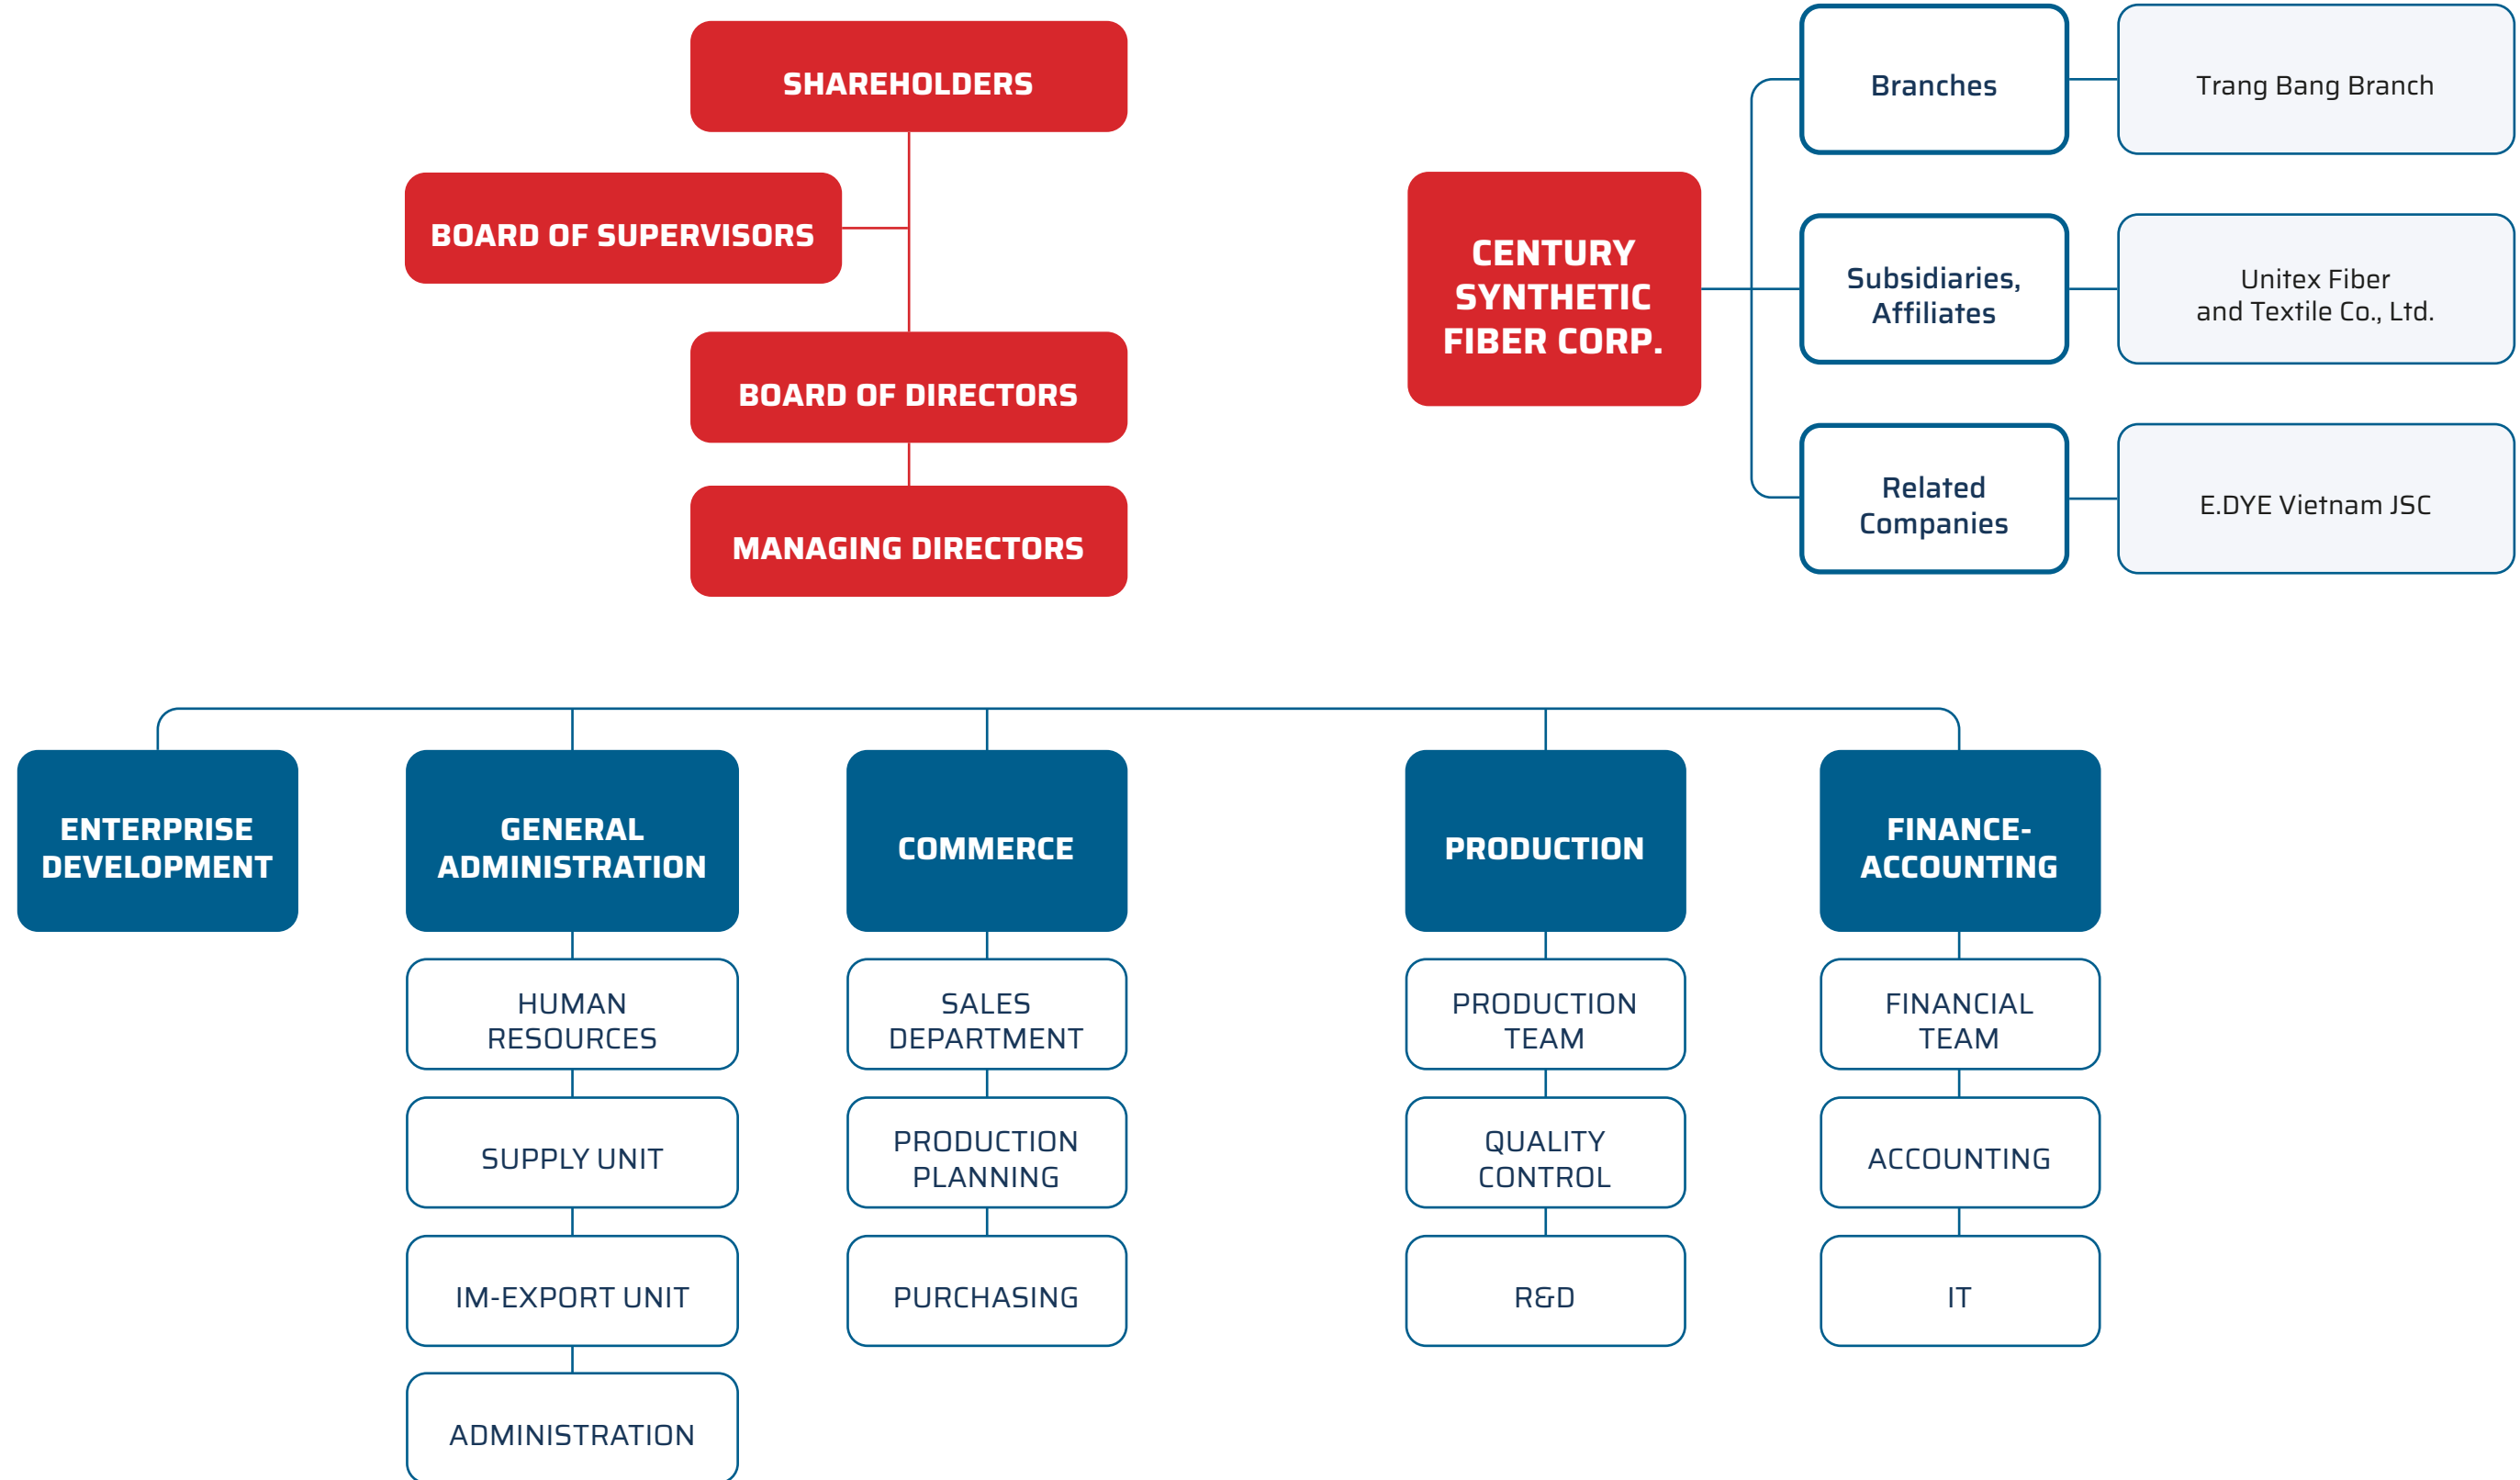 SHAREHOLDERS
BOARD OF SUPERVISORS
BOARD OF DIRECTORS
MANAGING DIRECTORS
CENTURY
SYNTHETIC
FIBER CORP.
Branches
Trang Bang Branch
Subsidiaries,
Affiliates
Unitex Fiber
and Textile Co., Ltd.
Related
Companies
E.DYE Vietnam JSC
ENTERPRISE
DEVELOPMENT
GENERAL
ADMINISTRATION
HUMAN
RESOURCES
SUPPLY UNIT
IM-EXPORT UNIT
ADMINISTRATION
COMMERCE
SALES
DEPARTMENT
PRODUCTION
PLANNING
PURCHASING
PRODUCTION
PRODUCTION
TEAM
QUALITY
CONTROL
R&D
FINANCE-
ACCOUNTING
FINANCIAL
TEAM
ACCOUNTING
IT